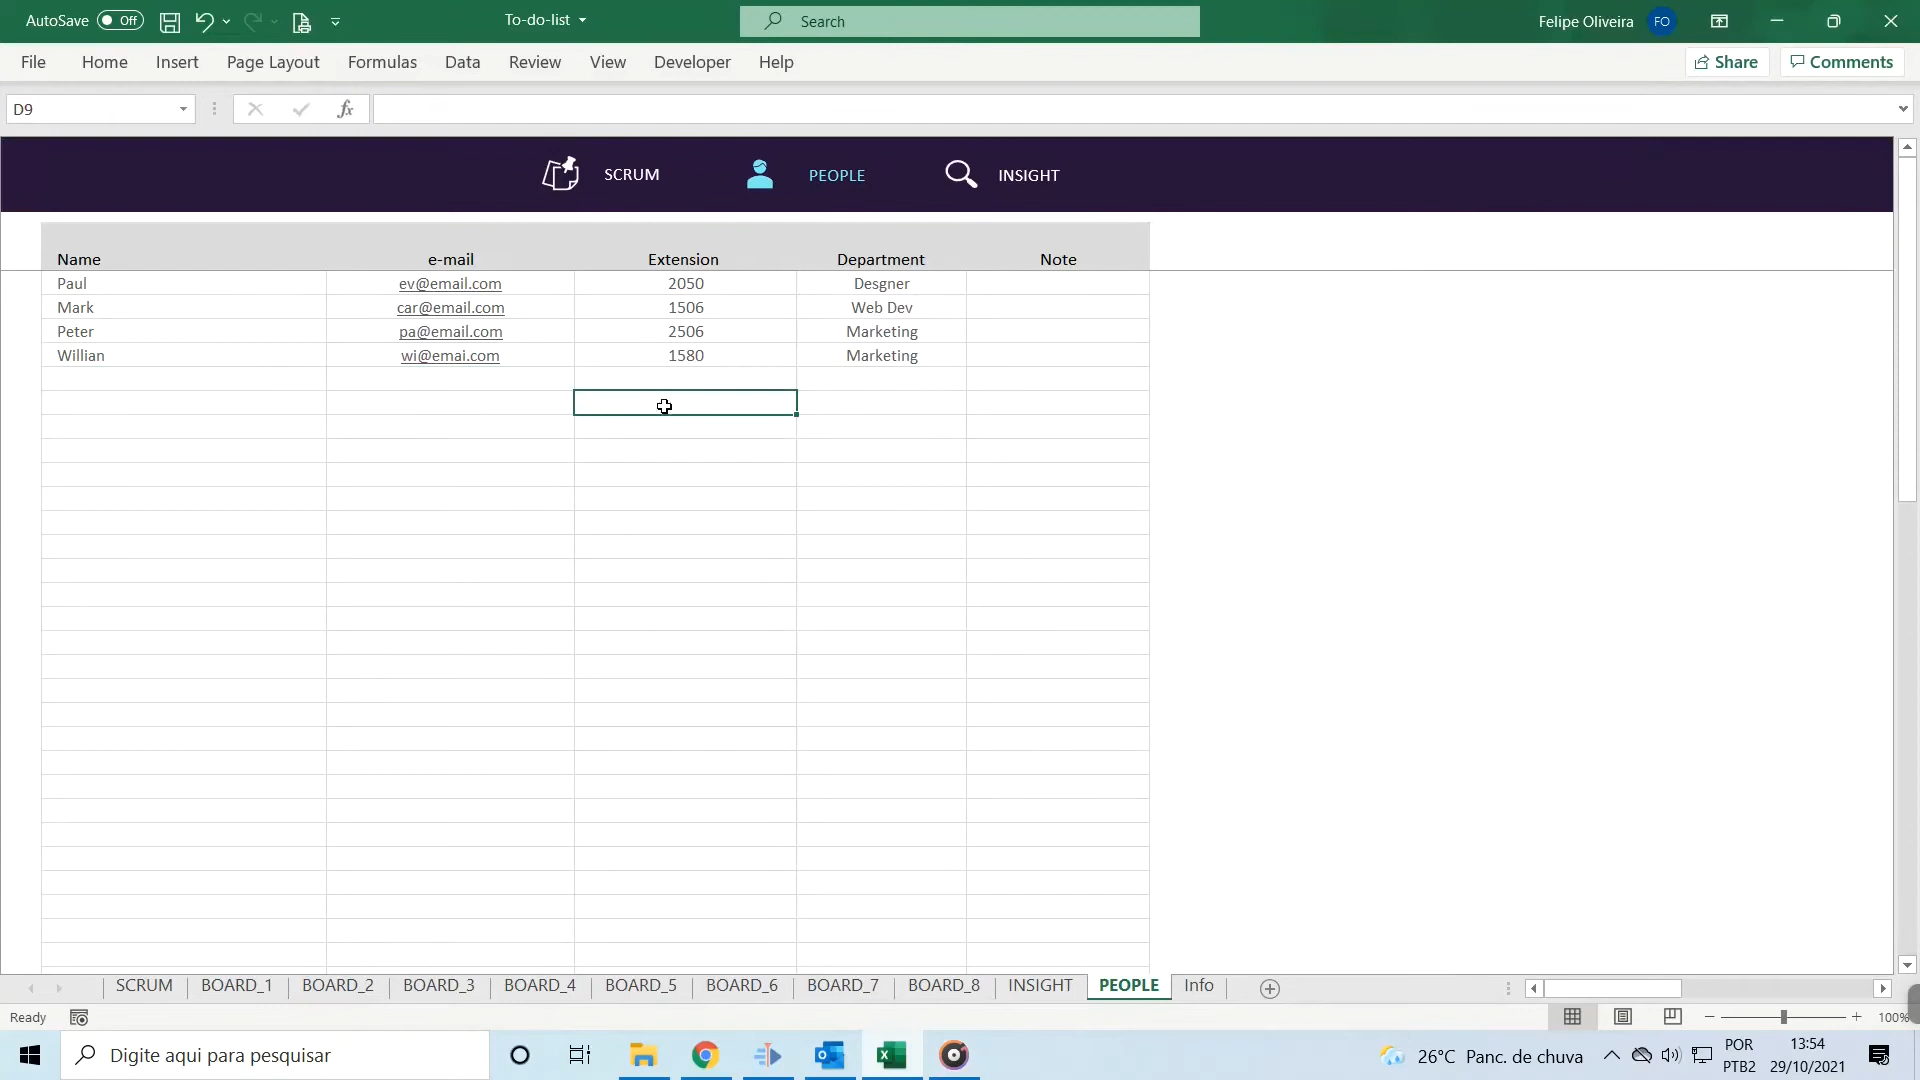 AutoSave Off To-do-list Search Felipe Oliveira FO
File Home Insert Page Layout Formulas Data Review View Developer Help Share Comments
D9 fx
SCRUM PEOPLE INSIGHT
Name e-mail Extension Department Note
Paul ev@email.com 2050 Desgner
Mark car@email.com 1506 Web Dev
Peter pa@email.com 2506 Marketing
Willian wi@emai.com 1580 Marketing
SCRUM BOARD_1 BOARD_2 BOARD_3 BOARD_4 BOARD_5 BOARD_6 BOARD_7 BOARD_8 INSIGHT PEOPLE Info
Ready 100%
Digite aqui para pesquisar 26°C Panc. de chuva POR 13:54
PTB2 29/10/2021